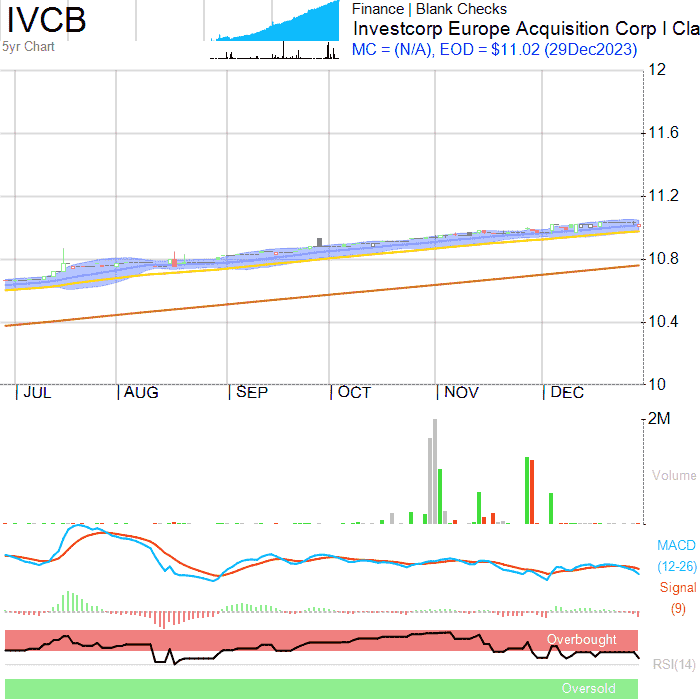 IVCB
5yr Chart
Finance | Blank Checks
Investcorp Europe Acquisition Corp I Cla
MC = (N/A), EOD = $11.02 (29Dec2023)
12
11.6
11.2
10.8
10.4
10
JUL AUG SEP OCT NOV DEC
2M
Volume
MACD
(12-26)
Signal
(9)
Overbought
RSI(14)
Oversold